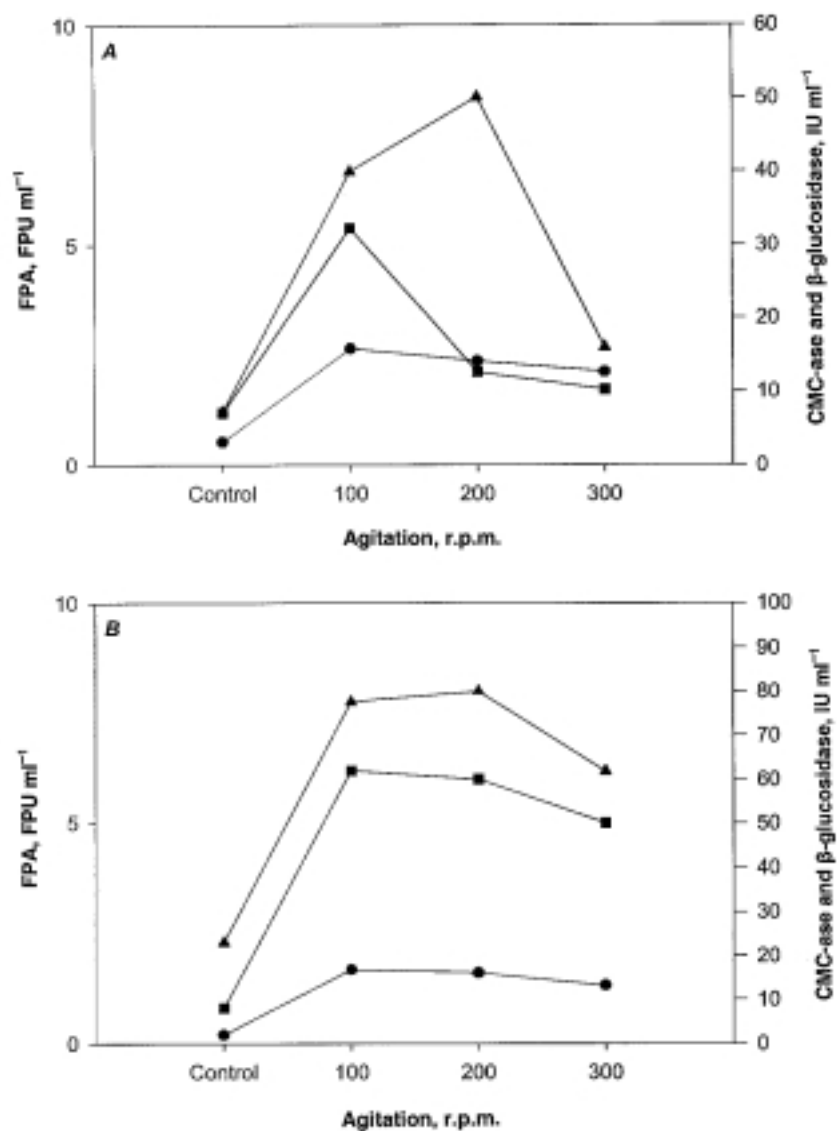 A
10
5
0
FPA, FPU ml⁻¹
60
50
40
30
20
10
0
CMC-ase and β-glucosidase, IU ml⁻¹
Control 100 200 300
Agitation, r.p.m.
B
10
5
0
FPA, FPU ml⁻¹
100
90
80
70
60
50
40
30
20
10
0
CMC-ase and β-glucosidase, IU ml⁻¹
Control 100 200 300
Agitation, r.p.m.